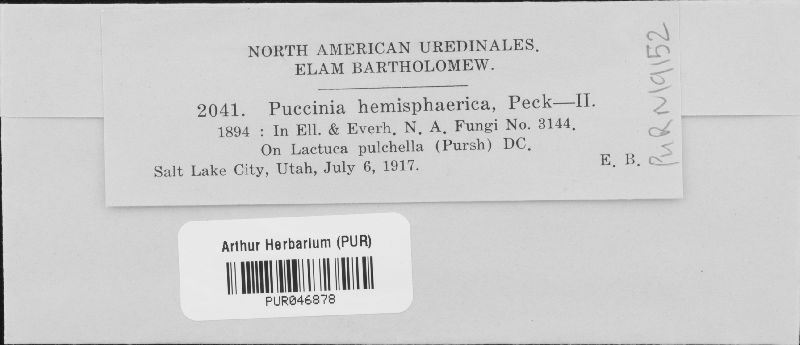 NORTH AMERICAN UREDINALES.
ELAM BARTHOLOMEW.
2041. Puccinia hemisphaerica, Peck—II.
1894 : In Ell. & Everh. N. A. Fungi No. 3144.
On Lactuca pulchella (Pursh) DC.
Salt Lake City, Utah, July 6, 1917.
E. B.
PUR N19152
Arthur Herbarium (PUR)
PUR046878